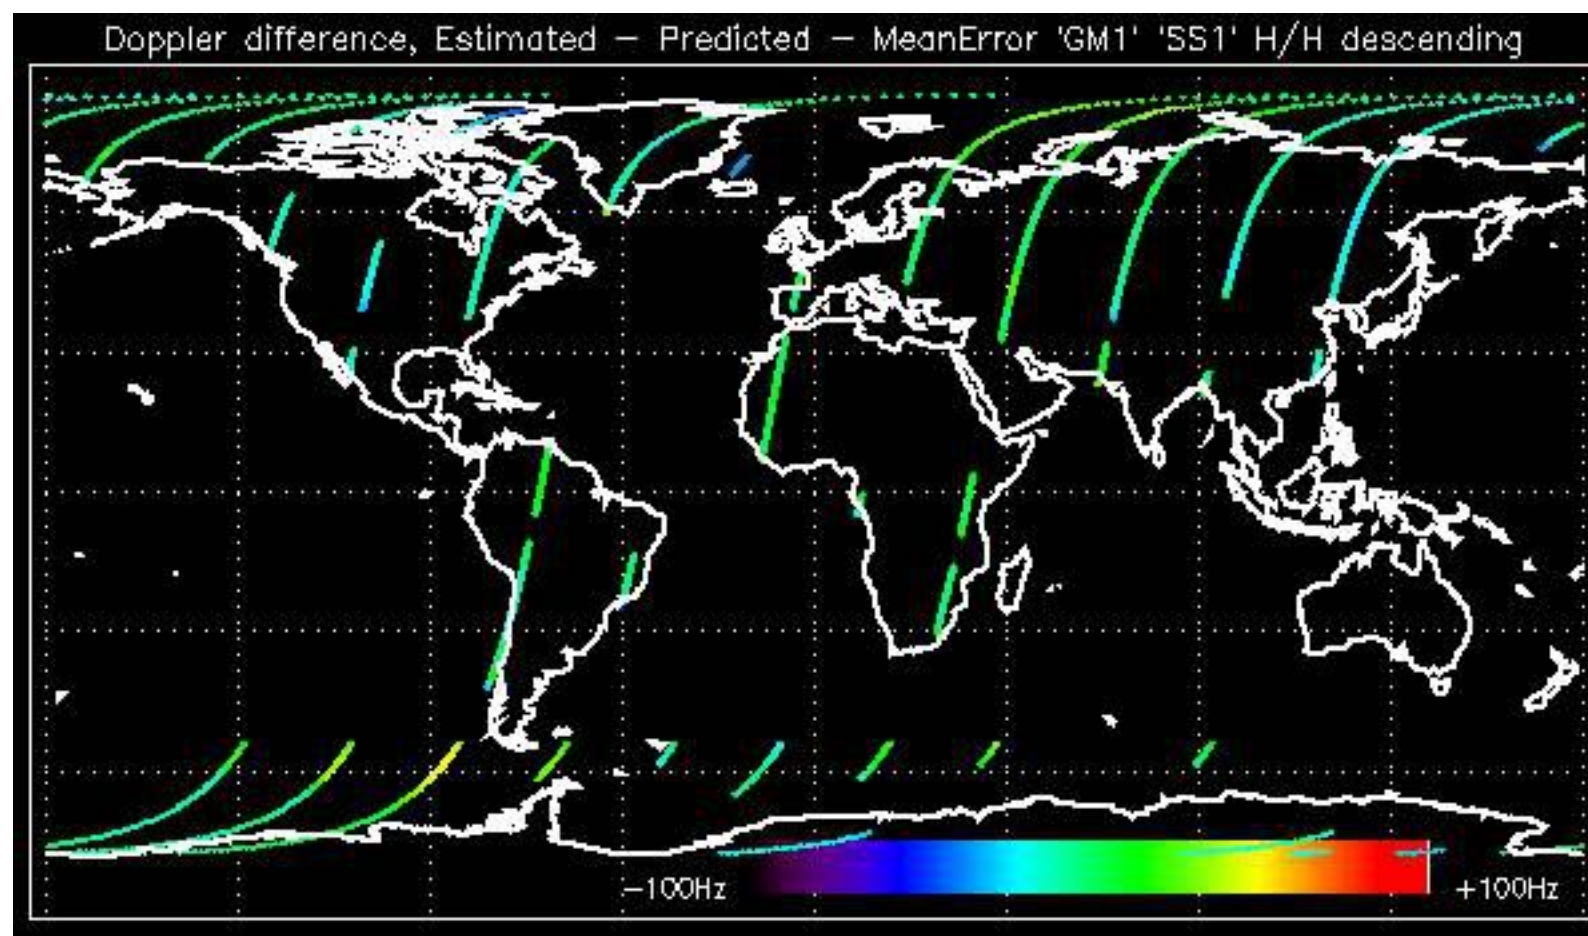 Doppler difference, Estimated – Predicted – MeanError 'GM1' 'SS1' H/H descending
–100Hz
+100Hz